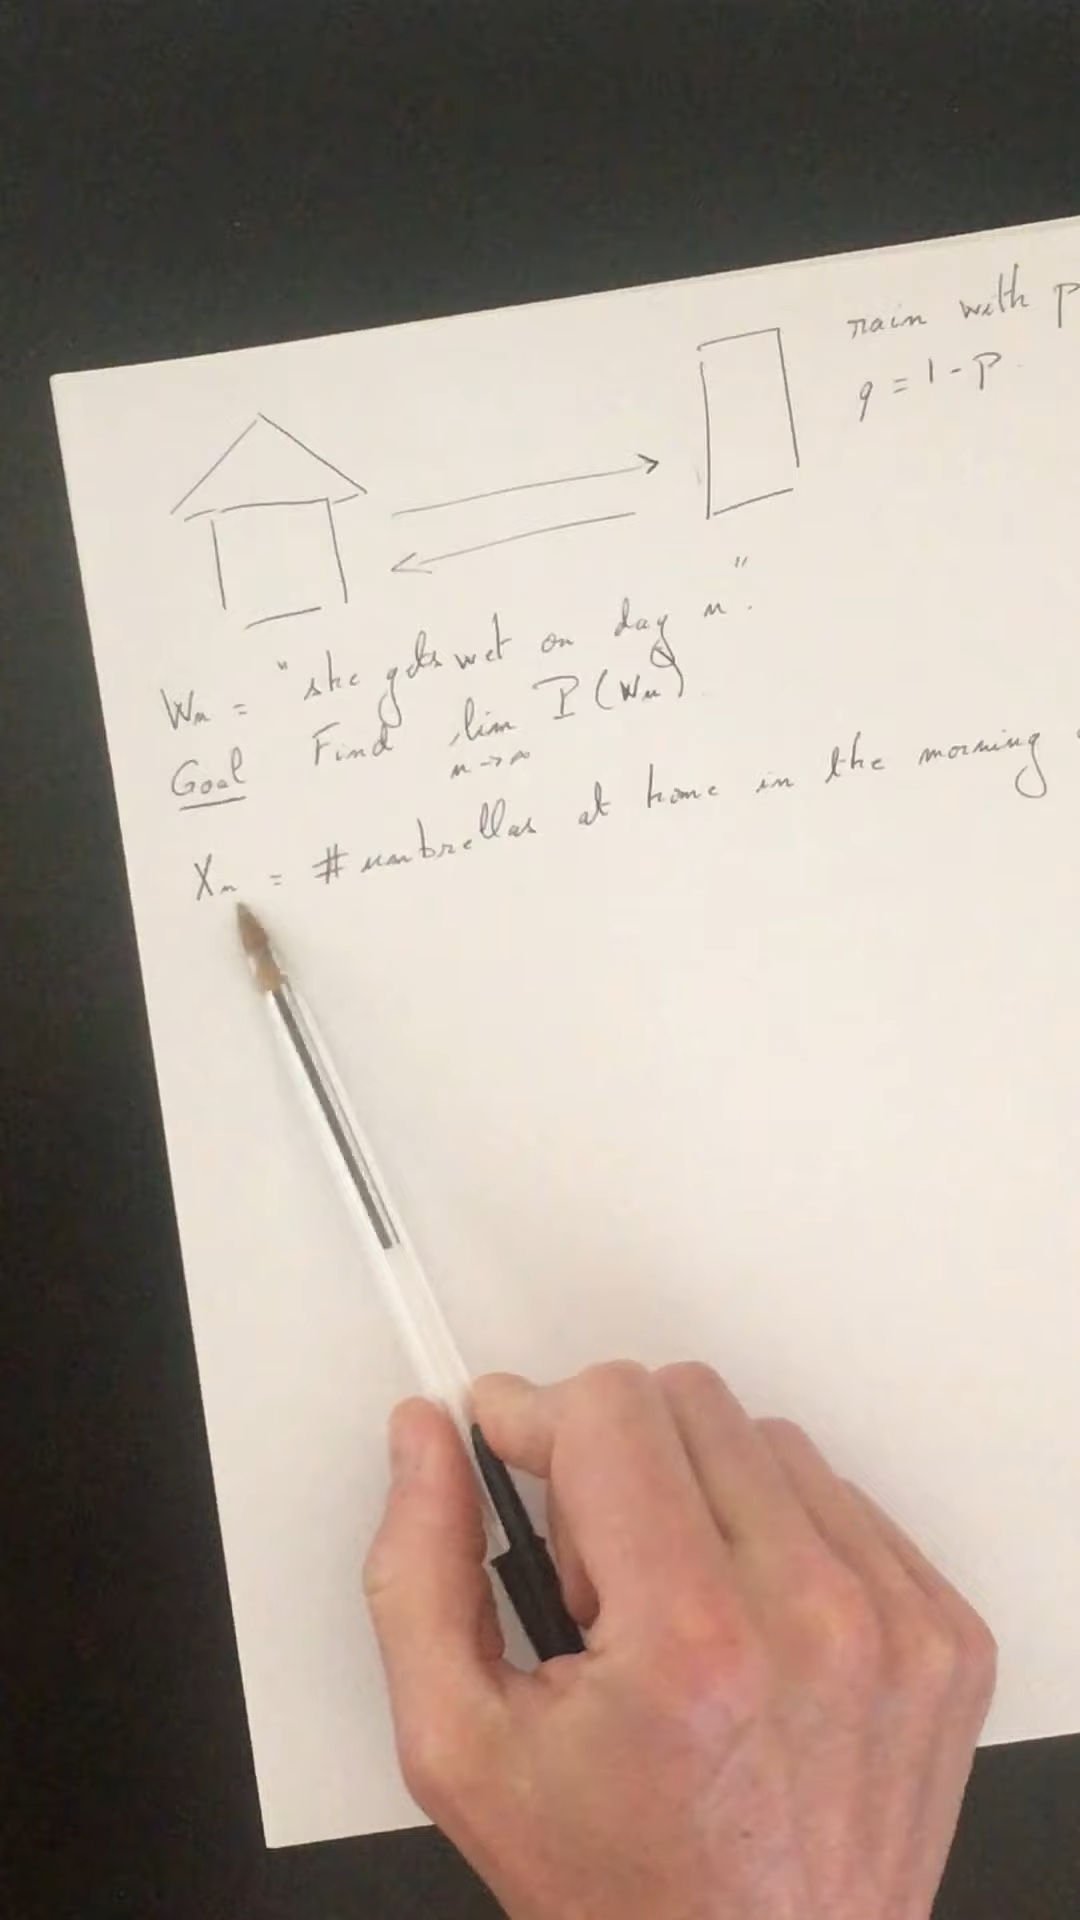 rain with p
q = 1 - p.
Wn = "she gets wet on day n".
Goal Find lim P(Wn)
n→∞
Xn = # umbrellas at home in the morning